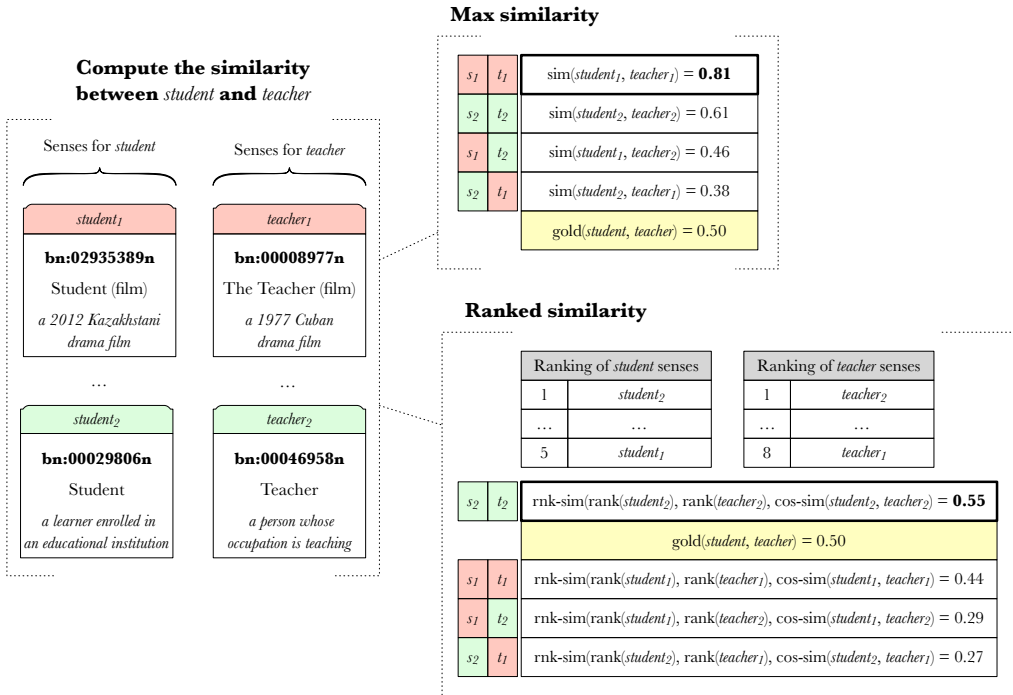 Max similarity
Compute the similarity
between student and teacher
Senses for student
Senses for teacher
student1
bn:02935389n
Student (film)
a 2012 Kazakhstani
drama film
...
student2
bn:00029806n
Student
a learner enrolled in
an educational institution
teacher1
bn:00008977n
The Teacher (film)
a 1977 Cuban
drama film
...
teacher2
bn:00046958n
Teacher
a person whose
occupation is teaching
s1 t1 sim(student1, teacher1) = 0.81
s2 t2 sim(student2, teacher2) = 0.61
s1 t2 sim(student1, teacher2) = 0.46
s2 t1 sim(student2, teacher1) = 0.38
gold(student, teacher) = 0.50
Ranked similarity
Ranking of student senses
1 student2
... ...
5 student1
Ranking of teacher senses
1 teacher2
... ...
8 teacher1
s2 t2 rnk-sim(rank(student2), rank(teacher2), cos-sim(student2, teacher2) = 0.55
gold(student, teacher) = 0.50
s1 t1 rnk-sim(rank(student1), rank(teacher1), cos-sim(student1, teacher1) = 0.44
s1 t2 rnk-sim(rank(student1), rank(teacher2), cos-sim(student1, teacher2) = 0.29
s2 t1 rnk-sim(rank(student2), rank(teacher1), cos-sim(student2, teacher1) = 0.27